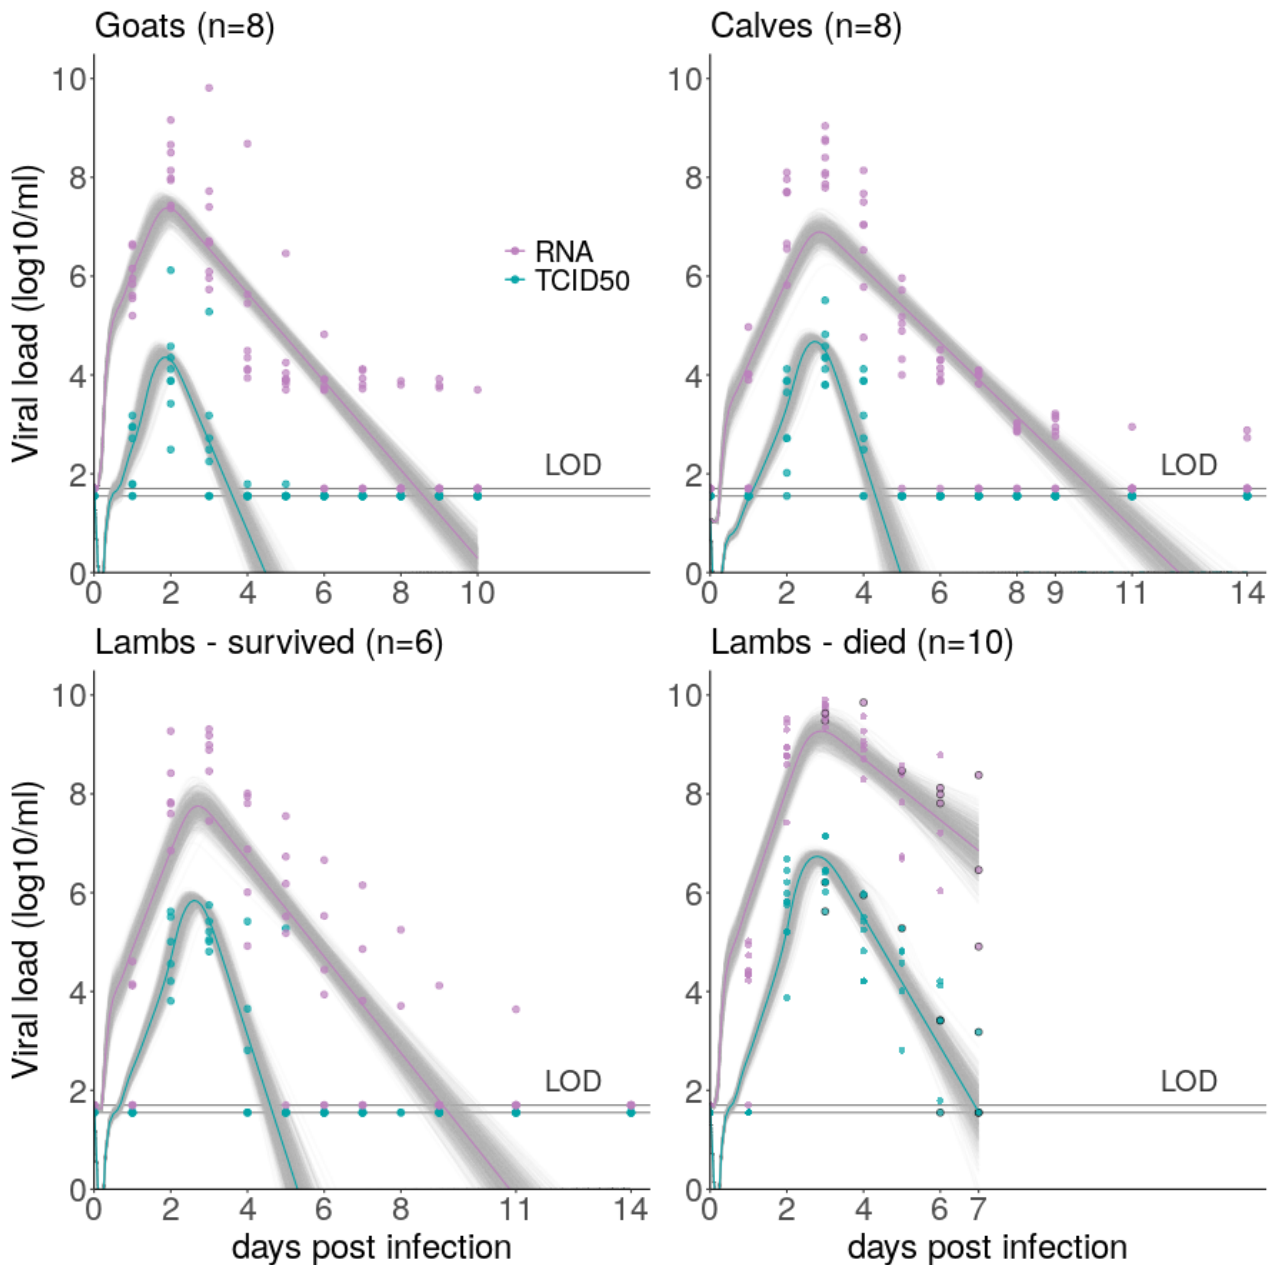 Goats (n=8)
Calves (n=8)
Viral load (log10/ml)
10
8
6
4
2
0
RNA
TCID50
LOD
0 2 4 6 8 10
10
8
6
4
2
0
LOD
0 2 4 6 8 9 11 14
Lambs - survived (n=6)
Lambs - died (n=10)
Viral load (log10/ml)
10
8
6
4
2
0
LOD
0 2 4 6 8 11 14
days post infection
10
8
6
4
2
0
LOD
0 2 4 6 7
days post infection